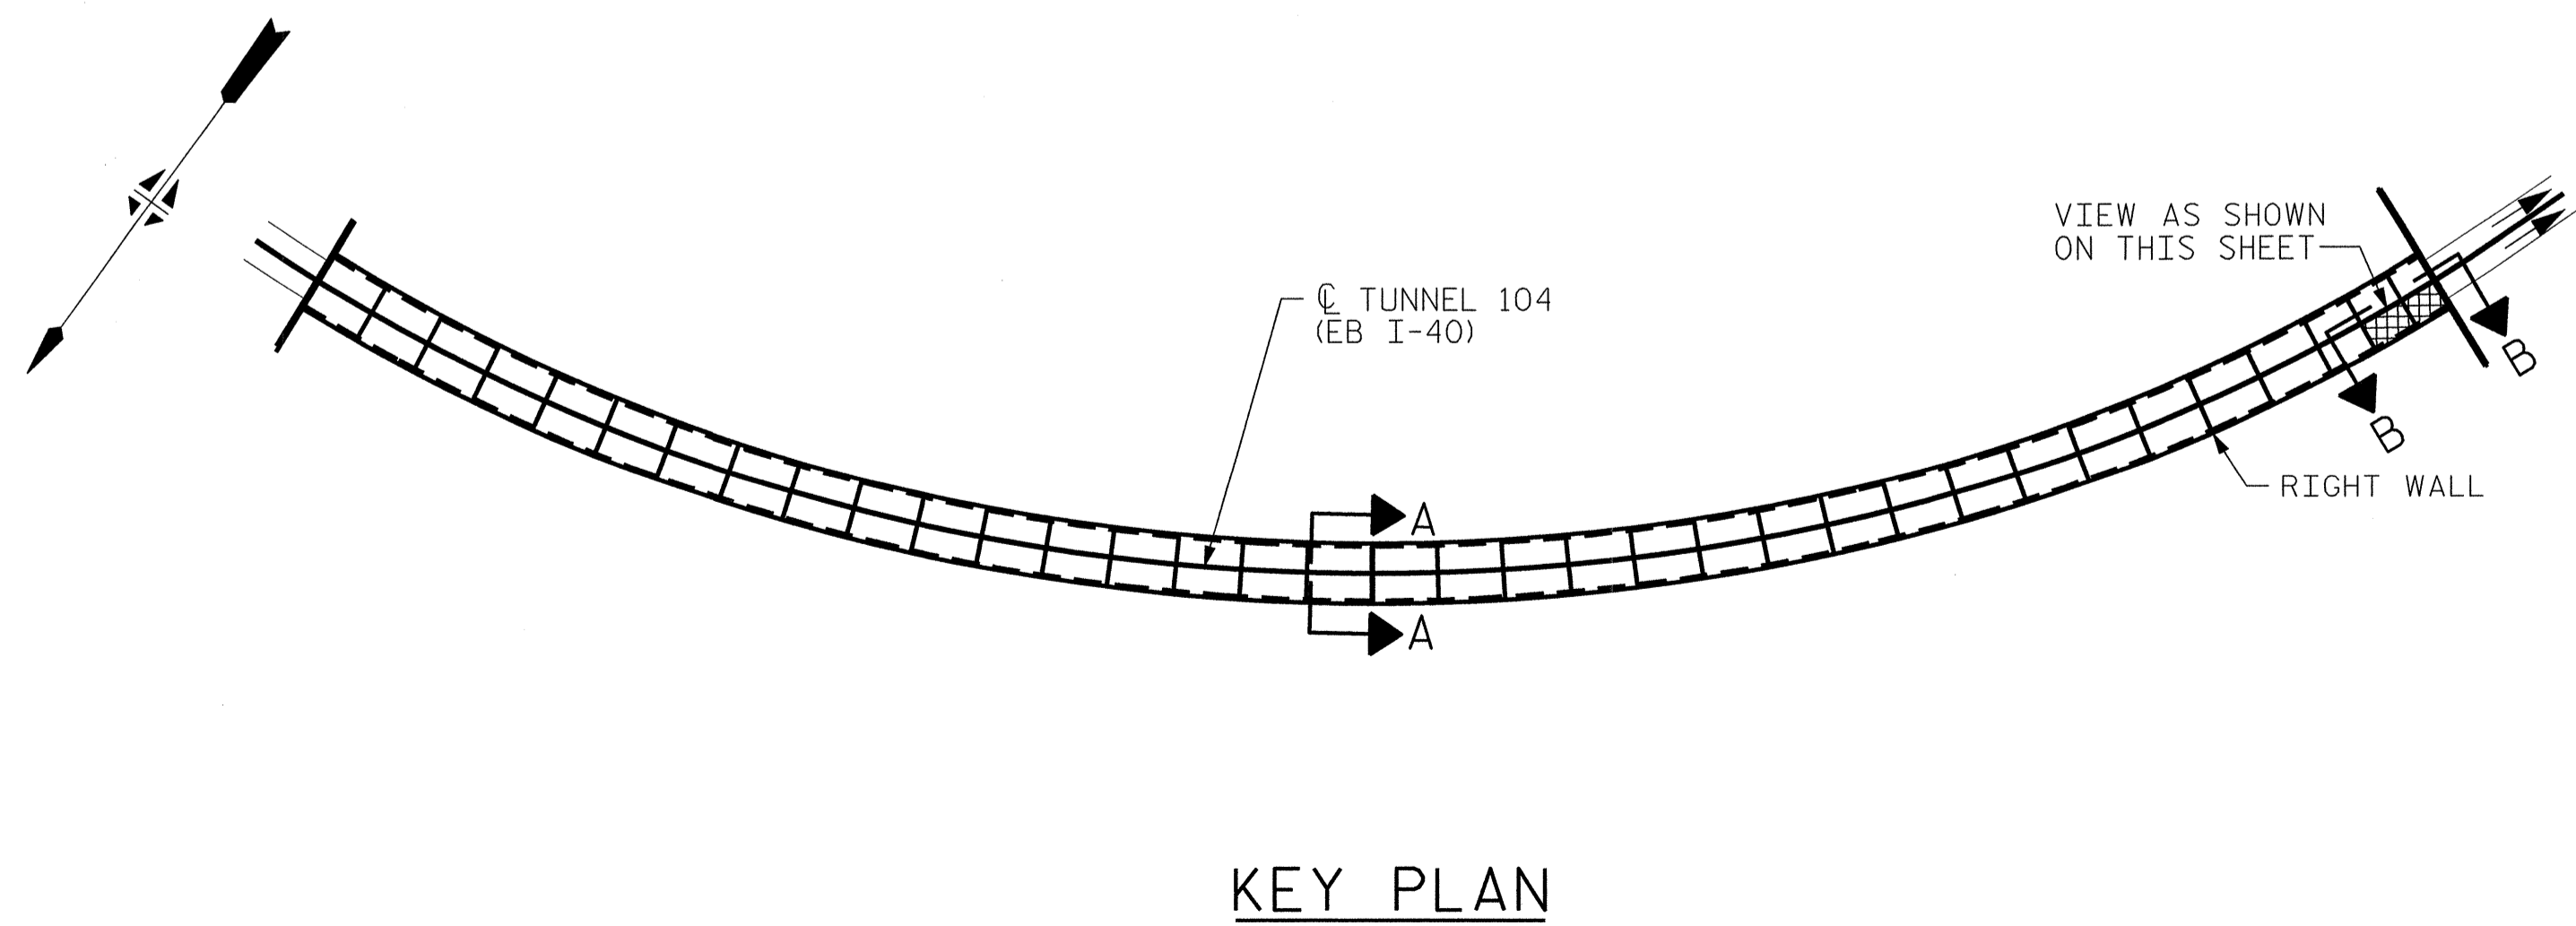 VIEW AS SHOWN
ON THIS SHEET
℄ TUNNEL 104
(EB I-40)
B
B
RIGHT WALL
A
A
KEY PLAN